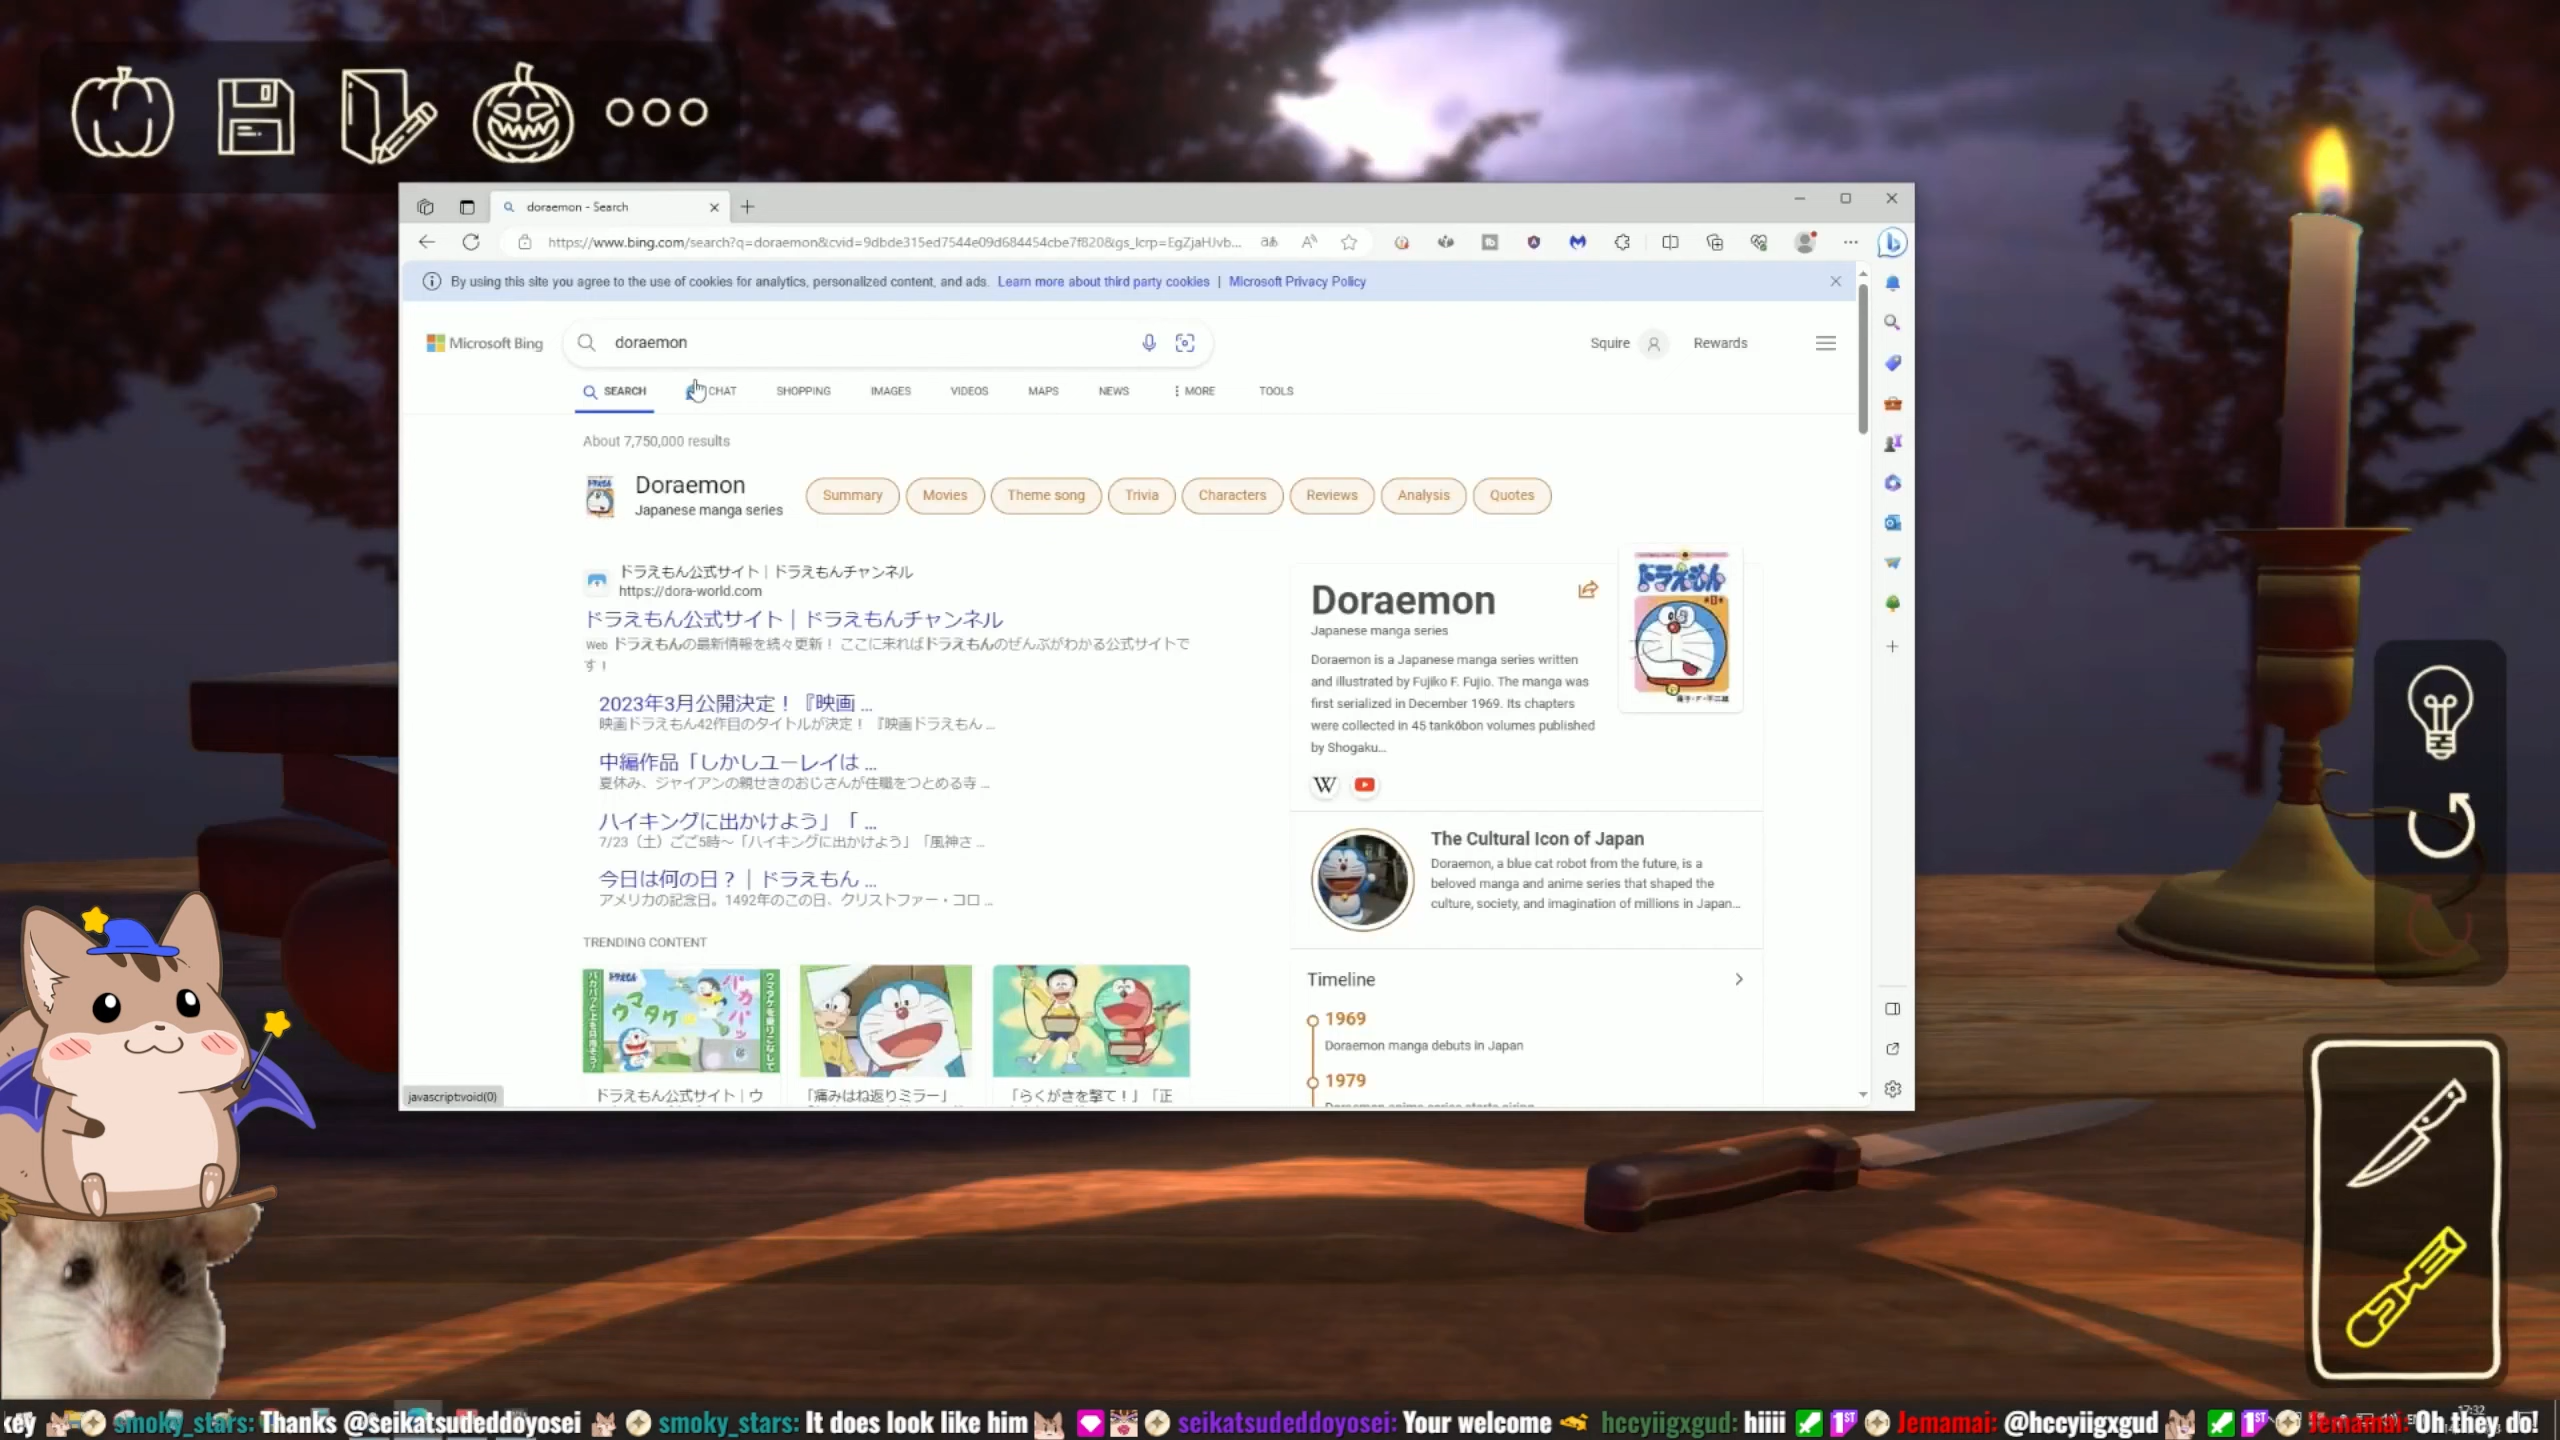 doraemon - Search
https://www.bing.com/search?q=doraemon&cvid=9dbde315ed7544e09d684454cbe7f820&gs_lcrp=EgZjaHJvb...
By using this site you agree to the use of cookies for analytics, personalized content, and ads. Learn more about third party cookies | Microsoft Privacy Policy
Microsoft Bing
doraemon
Squire
Rewards
SEARCH CHAT SHOPPING IMAGES VIDEOS MAPS NEWS MORE TOOLS
About 7,750,000 results
Doraemon
Japanese manga series
Summary Movies Theme song Trivia Characters Reviews Analysis Quotes
ドラえもん公式サイト｜ドラえもんチャンネル
https://dora-world.com
ドラえもん公式サイト｜ドラえもんチャンネル
Web ドラえもんの最新情報を続々更新！ ここに来ればドラえもんのぜんぶがわかる公式サイトで
す！
2023年3月公開決定！『映画 ...
映画ドラえもん42作目のタイトルが決定！ 『映画ドラえもん ...
中編作品「しかしユーレイは ...
夏休み、ジャイアンの親せきのおじさんが住職をつとめる寺 ...
ハイキングに出かけよう」「 ...
7/23（土）ごご5時～「ハイキングに出かけよう」「風神さ ...
今日は何の日？｜ドラえもん ...
アメリカの記念日。1492年のこの日、クリストファー・コロ ...
TRENDING CONTENT
ウマタケ
ドラえもん公式サイト｜ウ
「痛みはね返りミラー」
「らくがきを撃て！」「正
javascript:void(0)
Doraemon
Japanese manga series
Doraemon is a Japanese manga series written
and illustrated by Fujiko F. Fujio. The manga was
first serialized in December 1969. Its chapters
were collected in 45 tankōbon volumes published
by Shogaku...
ドラえもん
The Cultural Icon of Japan
Doraemon, a blue cat robot from the future, is a
beloved manga and anime series that shaped the
culture, society, and imagination of millions in Japan...
Timeline
1969
Doraemon manga debuts in Japan
1979
key smoky_stars: Thanks @seikatsudeddoyosei smoky_stars: It does look like him seikatsudeddoyosei: Your welcome hccyiigxgud: hiiii 1ST Jemamai: @hccyiigxgud 1ST Jemamai: Oh they do!
17:32